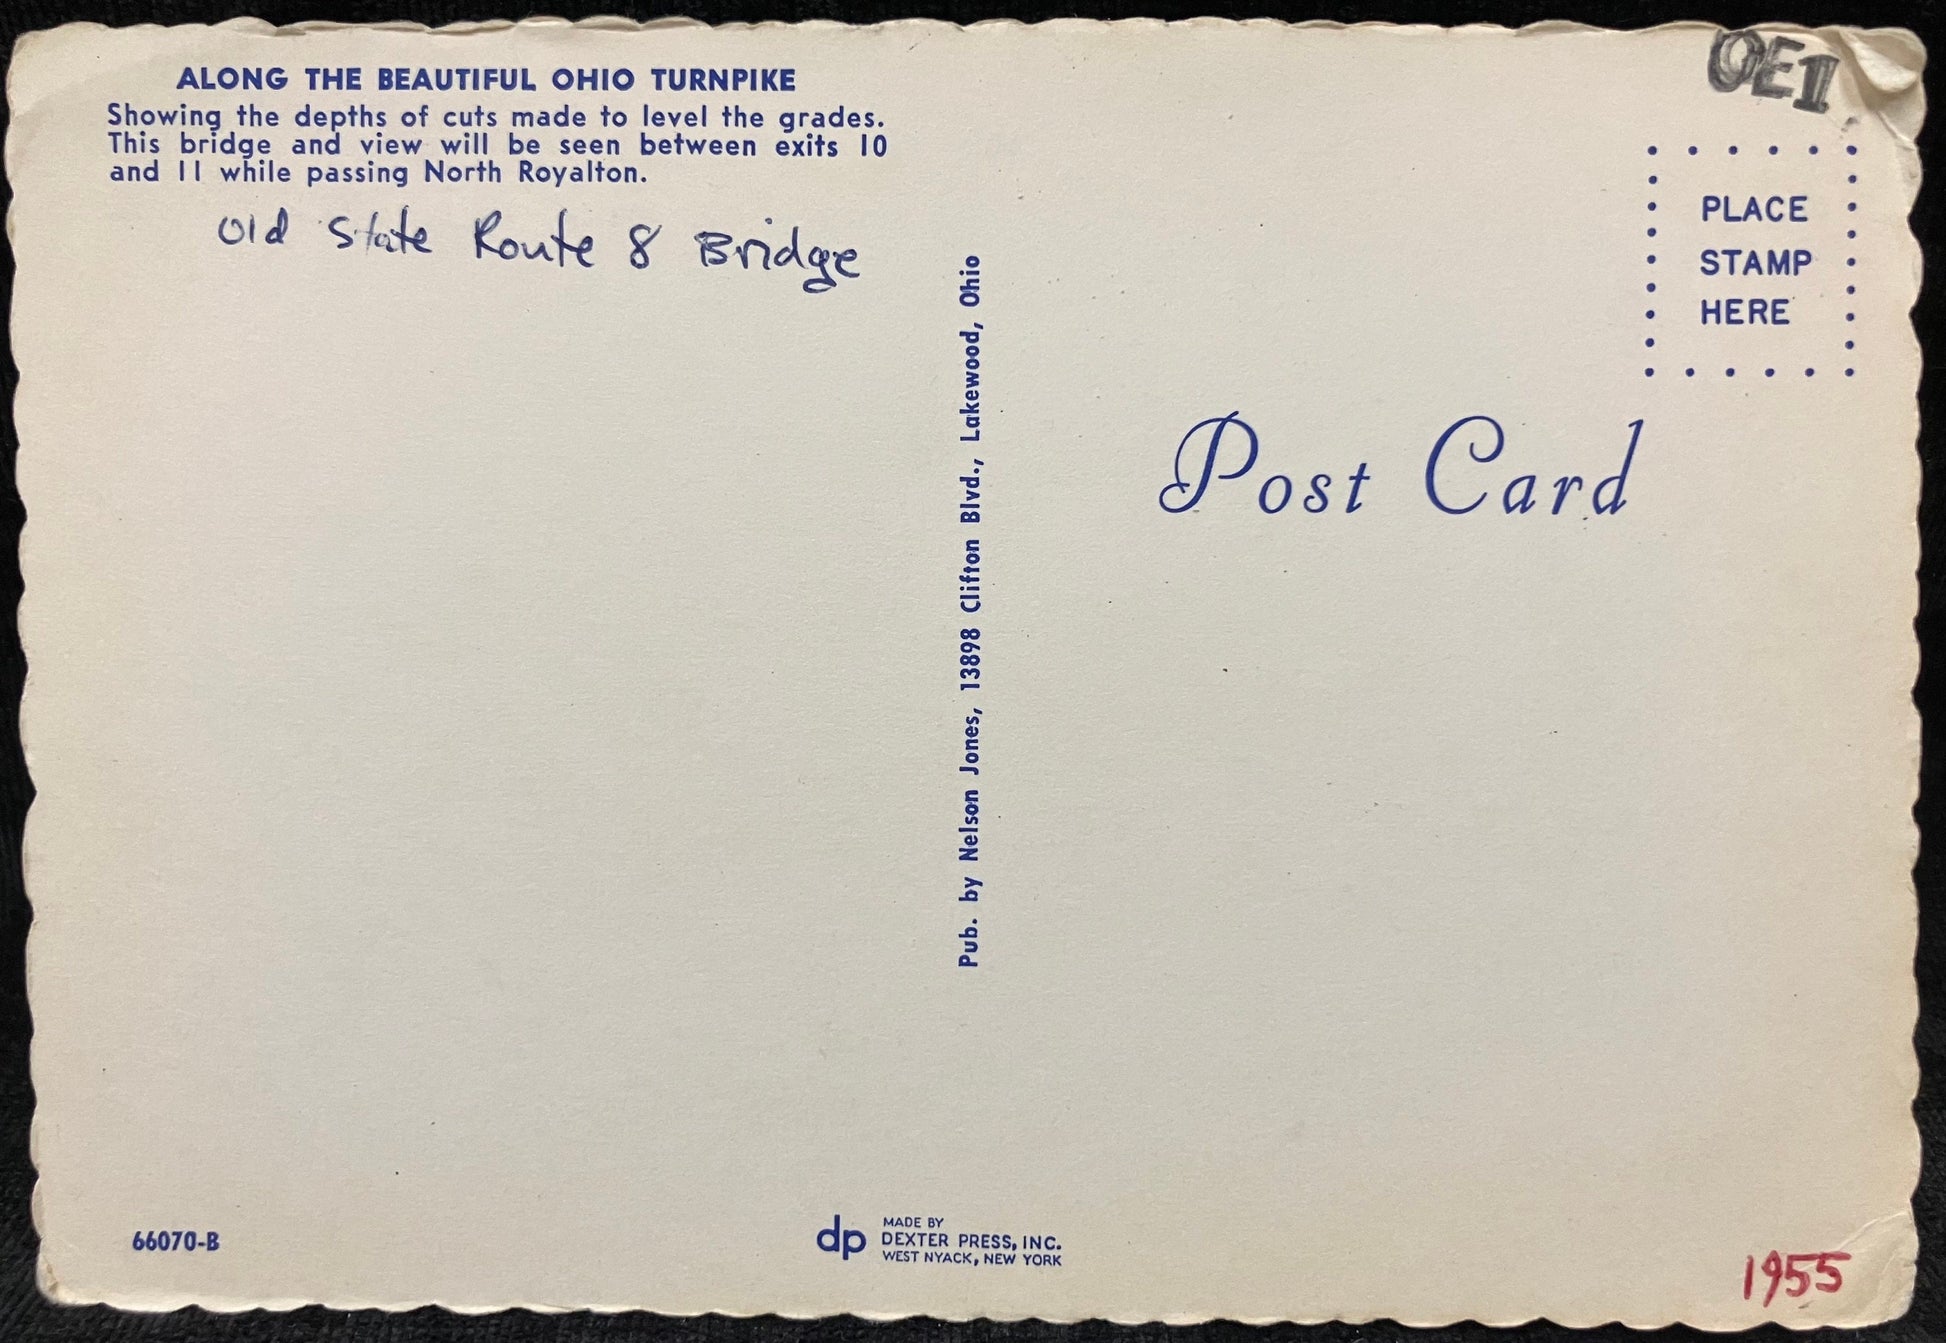 ALONG THE BEAUTIFUL OHIO TURNPIKE
Showing the depths of cuts made to level the grades.
This bridge and view will be seen between exits 10
and 11 while passing North Royalton.
Old State Route 8 Bridge
OE1
PLACE
STAMP
HERE
Post Card
Pub. by Nelson Jones, 13898 Clifton Blvd., Lakewood, Ohio
66070-B
dp
MADE BY
DEXTER PRESS, INC.
WEST NYACK, NEW YORK
1955